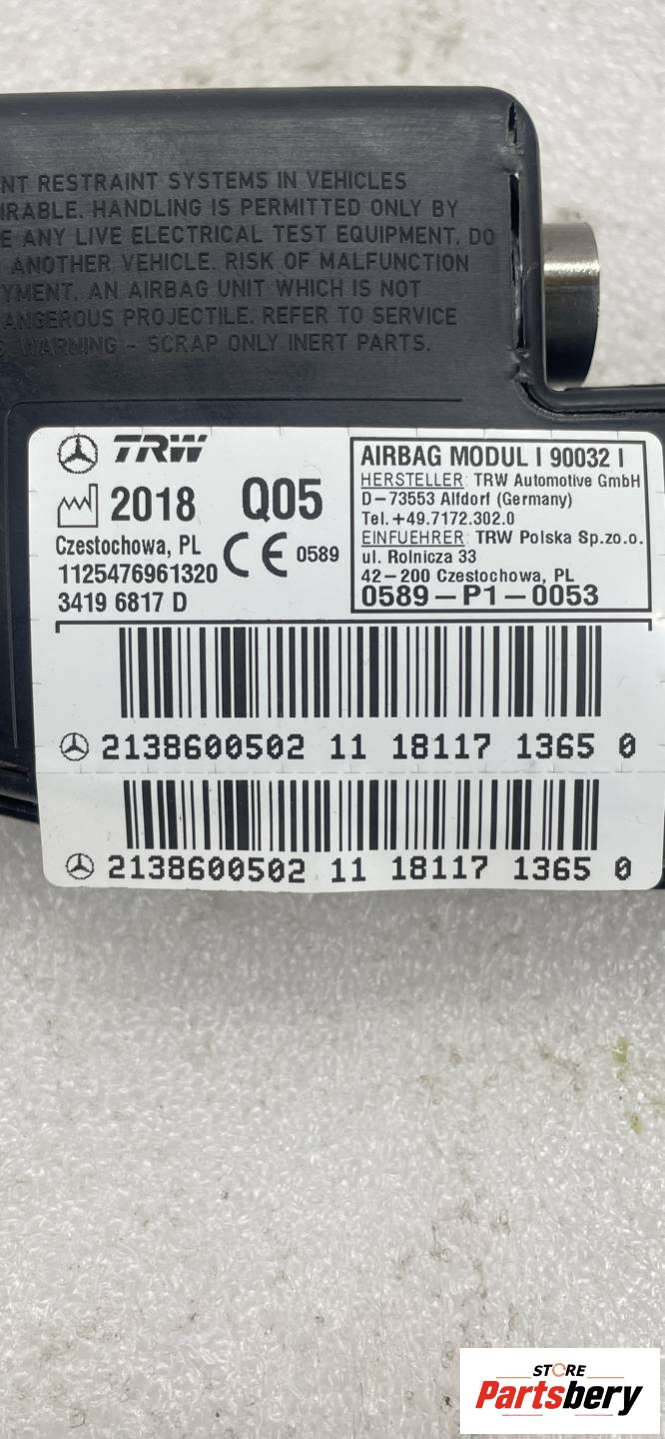 NT RESTRAINT SYSTEMS IN VEHICLES
IRABLE. HANDLING IS PERMITTED ONLY BY
E ANY LIVE ELECTRICAL TEST EQUIPMENT, DO
ANOTHER VEHICLE. RISK OF MALFUNCTION
YMENT. AN AIRBAG UNIT WHICH IS NOT
ANGEROUS PROJECTILE. REFER TO SERVICE
WARNING - SCRAP ONLY INERT PARTS.
TRW
2018 Q05
Czestochowa, PL
CE 0589
1125476961320
3419 6817 D
AIRBAG MODUL I 90032 I
HERSTELLER: TRW Automotive GmbH
D-73553 Alfdorf (Germany)
Tel. +49.7172.302.0
EINFUEHRER: TRW Polska Sp.zo.o.
ul. Rolnicza 33
42-200 Czestochowa, PL
0589-P1-0053
2138600502 11 18117 1365 0
2138600502 11 18117 1365 0
STORE
Partsbery